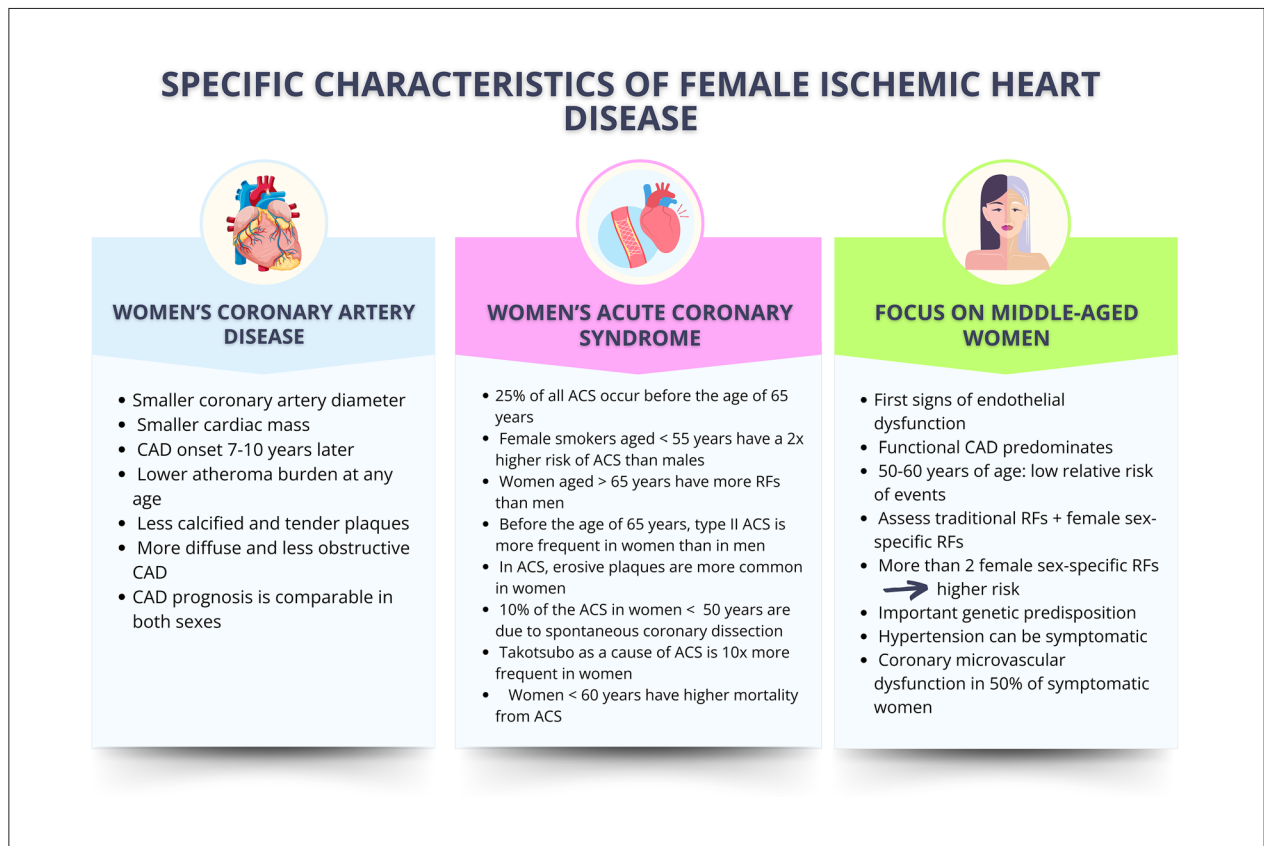 SPECIFIC CHARACTERISTICS OF FEMALE ISCHEMIC HEART
DISEASE
WOMEN’S CORONARY ARTERY
DISEASE
• Smaller coronary artery diameter
• Smaller cardiac mass
• CAD onset 7-10 years later
• Lower atheroma burden at any
age
• Less calcified and tender plaques
• More diffuse and less obstructive
CAD
• CAD prognosis is comparable in
both sexes
WOMEN’S ACUTE CORONARY
SYNDROME
• 25% of all ACS occur before the age of 65
years
• Female smokers aged < 55 years have a 2x
higher risk of ACS than males
• Women aged > 65 years have more RFs
than men
• Before the age of 65 years, type II ACS is
more frequent in women than in men
• In ACS, erosive plaques are more common
in women
• 10% of the ACS in women < 50 years are
due to spontaneous coronary dissection
• Takotsubo as a cause of ACS is 10x more
frequent in women
• Women < 60 years have higher mortality
from ACS
FOCUS ON MIDDLE-AGED
WOMEN
• First signs of endothelial
dysfunction
• Functional CAD predominates
• 50-60 years of age: low relative risk
of events
• Assess traditional RFs + female sex-
specific RFs
• More than 2 female sex-specific RFs
higher risk
• Important genetic predisposition
• Hypertension can be symptomatic
• Coronary microvascular
dysfunction in 50% of symptomatic
women